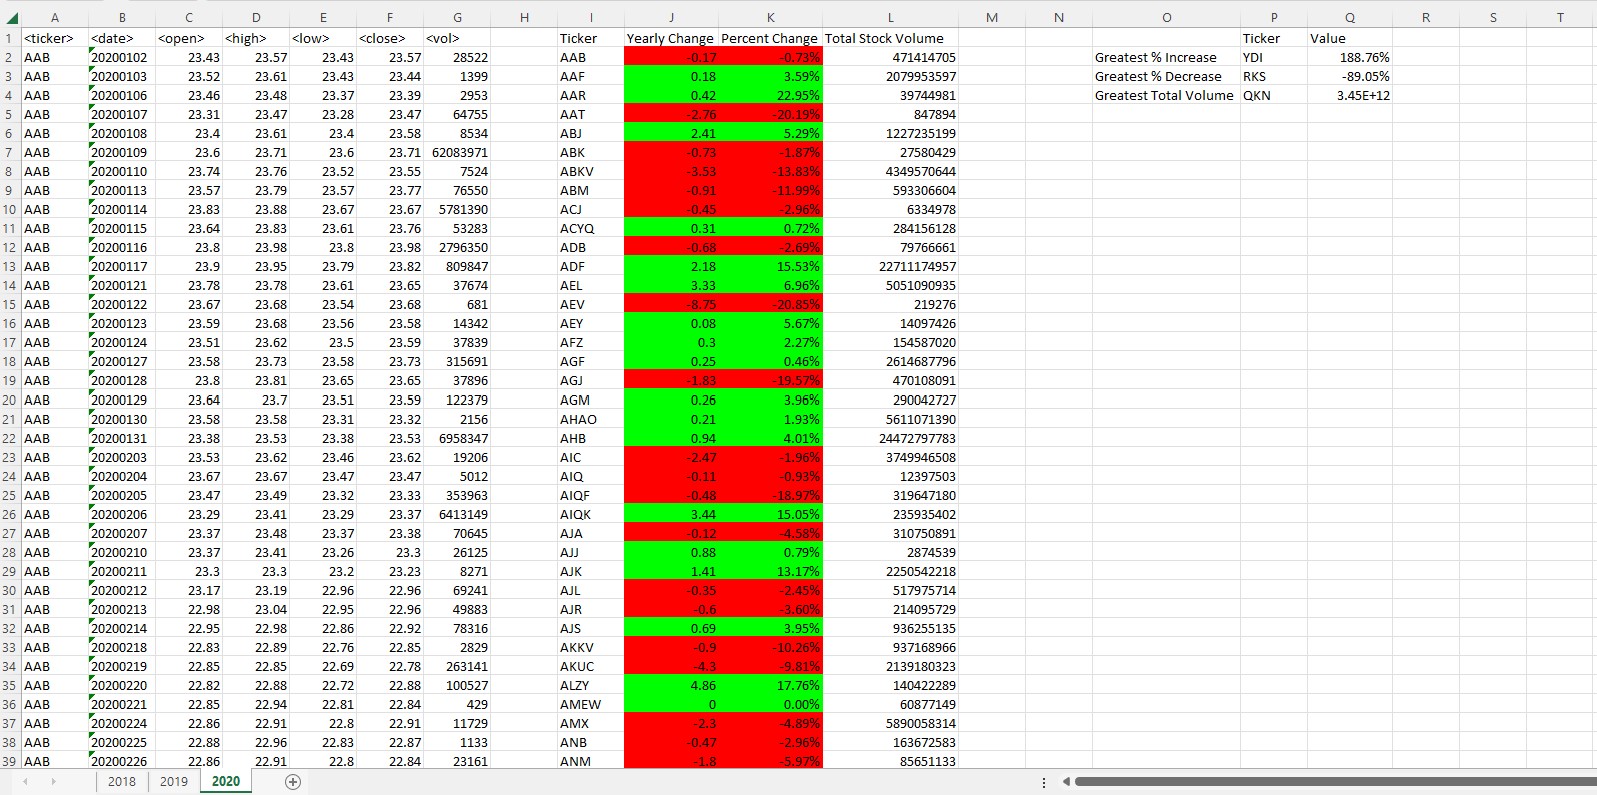 A B C D E F G H I J K L M N O P Q R S T
1 <ticker> <date> <open> <high> <low> <close> <vol> Ticker Yearly Change Percent Change Total Stock Volume Ticker Value
2 AAB 20200102 23.43 23.57 23.43 23.57 28522 AAB -0.17 -0.73% 471414705 Greatest % Increase YDI 188.76%
3 AAB 20200103 23.52 23.61 23.43 23.44 1399 AAF 0.18 3.59% 2079953597 Greatest % Decrease RKS -89.05%
4 AAB 20200106 23.46 23.48 23.37 23.39 2953 AAR 0.42 22.95% 39744981 Greatest Total Volume QKN 3.45E+12
5 AAB 20200107 23.31 23.47 23.28 23.47 64755 AAT -2.76 -20.19% 847894
6 AAB 20200108 23.4 23.61 23.4 23.58 8534 ABJ 2.41 5.29% 1227235199
7 AAB 20200109 23.6 23.71 23.6 23.71 62083971 ABK -0.73 -1.87% 27580429
8 AAB 20200110 23.74 23.76 23.52 23.55 7524 ABKV -3.53 -13.83% 4349570644
9 AAB 20200113 23.57 23.79 23.57 23.77 76550 ABM -0.91 -11.99% 593306604
10 AAB 20200114 23.83 23.88 23.67 23.67 5781390 ACJ -0.45 -2.96% 6334978
11 AAB 20200115 23.64 23.83 23.61 23.76 53283 ACYQ 0.31 0.72% 284156128
12 AAB 20200116 23.8 23.98 23.8 23.98 2796350 ADB -0.68 -2.69% 79766661
13 AAB 20200117 23.9 23.95 23.79 23.82 809847 ADF 2.18 15.53% 22711174957
14 AAB 20200121 23.78 23.78 23.61 23.65 37674 AEL 3.33 6.96% 5051090935
15 AAB 20200122 23.67 23.68 23.54 23.68 681 AEV -8.75 -20.85% 219276
16 AAB 20200123 23.59 23.68 23.56 23.58 14342 AEY 0.08 5.67% 14097426
17 AAB 20200124 23.51 23.62 23.5 23.59 37839 AFZ 0.3 2.27% 154587020
18 AAB 20200127 23.58 23.73 23.58 23.73 315691 AGF 0.25 0.46% 2614687796
19 AAB 20200128 23.8 23.81 23.65 23.65 37896 AGJ -1.83 -19.57% 470108091
20 AAB 20200129 23.64 23.7 23.51 23.59 122379 AGM 0.26 3.96% 290042727
21 AAB 20200130 23.58 23.58 23.31 23.32 2156 AHAO 0.21 1.93% 5611071390
22 AAB 20200131 23.38 23.53 23.38 23.53 6958347 AHB 0.94 4.01% 24472797783
23 AAB 20200203 23.53 23.62 23.46 23.62 19206 AIC -2.47 -1.96% 3749946508
24 AAB 20200204 23.67 23.67 23.47 23.47 5012 AIQ -0.11 -0.93% 12397503
25 AAB 20200205 23.47 23.49 23.32 23.33 353963 AIQF -0.48 -18.97% 319647180
26 AAB 20200206 23.29 23.41 23.29 23.37 6413149 AIQK 3.44 15.05% 235935402
27 AAB 20200207 23.37 23.48 23.37 23.38 70645 AJA -0.12 -4.58% 310750891
28 AAB 20200210 23.37 23.41 23.26 23.3 26125 AJJ 0.88 0.79% 2874539
29 AAB 20200211 23.3 23.3 23.2 23.23 8271 AJK 1.41 13.17% 2250542218
30 AAB 20200212 23.17 23.19 22.96 22.96 69241 AJL -0.35 -2.45% 517975714
31 AAB 20200213 22.98 23.04 22.95 22.96 49883 AJR -0.6 -3.60% 214095729
32 AAB 20200214 22.95 22.98 22.86 22.92 78316 AJS 0.69 3.95% 936255135
33 AAB 20200218 22.83 22.89 22.76 22.85 2829 AKKV -0.9 -10.26% 937168966
34 AAB 20200219 22.85 22.85 22.69 22.78 263141 AKUC -4.3 -9.81% 2139180323
35 AAB 20200220 22.82 22.88 22.72 22.88 100527 ALZY 4.86 17.76% 140422289
36 AAB 20200221 22.85 22.94 22.81 22.84 429 AMEW 0 0.00% 60877149
37 AAB 20200224 22.86 22.91 22.8 22.91 11729 AMX -2.3 -4.89% 5890058314
38 AAB 20200225 22.88 22.96 22.83 22.87 1133 ANB -0.47 -2.96% 163672583
39 AAB 20200226 22.86 22.91 22.8 22.84 23161 ANM -1.8 -5.97% 85651133
2018 2019 2020